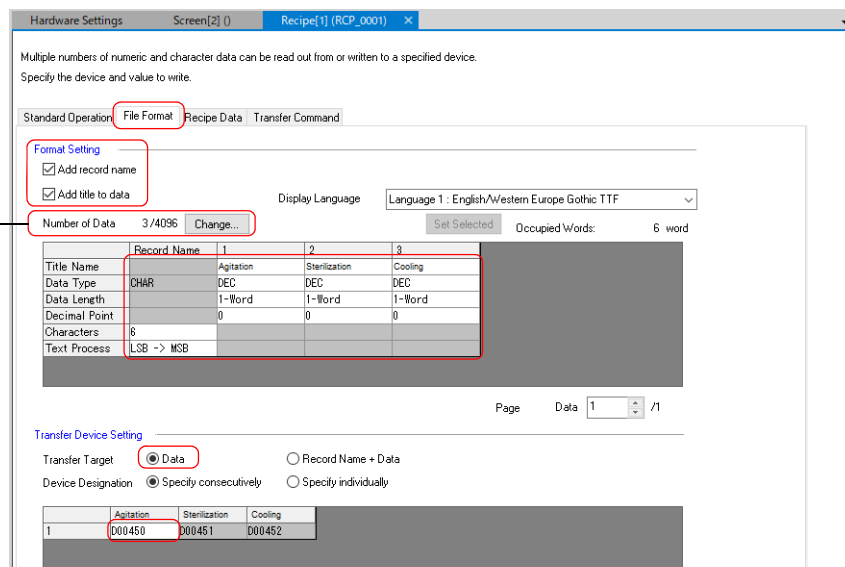 Hardware Settings Screen[2] () Recipe[1] (RCP_0001) ×
Multiple numbers of numeric and character data can be read out from or written to a specified device.
Specify the device and value to write.
Standard Operation File Format Recipe Data Transfer Command
Format Setting
Add record name
Add title to data
Display Language Language 1 : English/Western Europe Gothic TTF
Number of Data 3/4096 Change... Set Selected Occupied Words: 6 word
Record Name 1 2 3
Title Name Agitation Sterilization Cooling
Data Type CHAR DEC DEC DEC
Data Length 1-Word 1-Word 1-Word
Decimal Point 0 0 0
Characters 6
Text Process LSB -> MSB
Page Data 1 /1
Transfer Device Setting
Transfer Target Data Record Name + Data
Device Designation Specify consecutively Specify individually
Agitation Sterilization Cooling
1 D00450 D00451 D00452